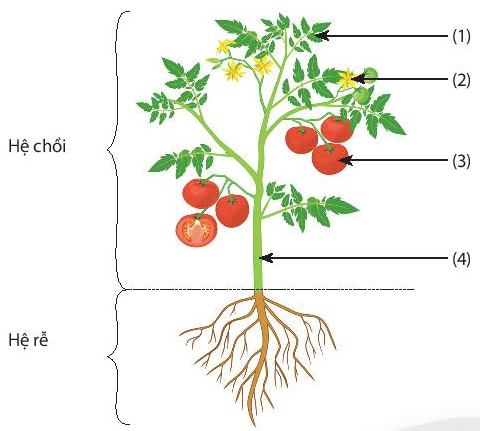 (1)
(2)
Hệ chồi
(3)
(4)
Hệ rễ